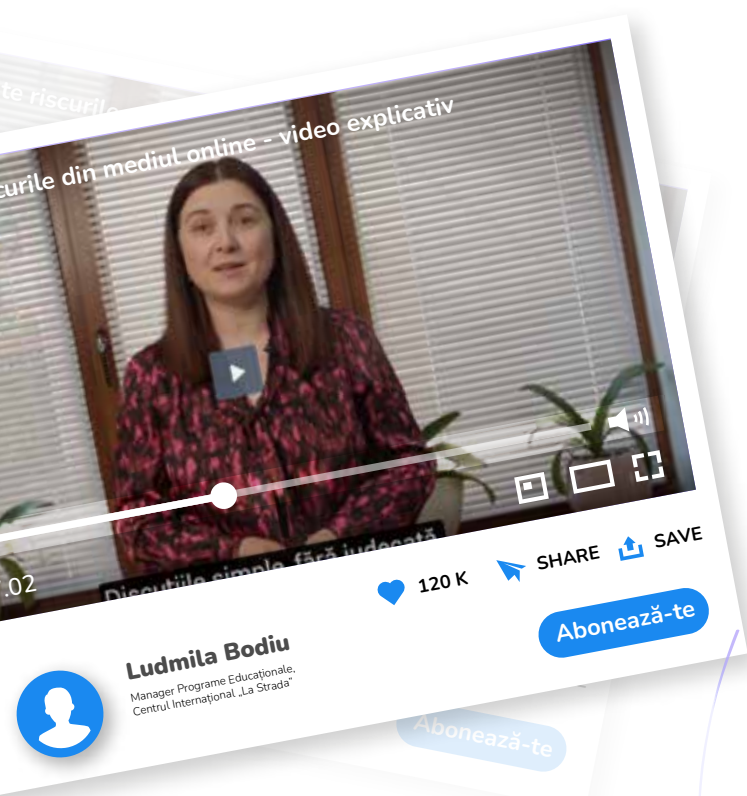 te riscurile
curile din mediul online - video explicativ
.02
Discuțiile simple, fără judecată
120 K
SHARE
SAVE
Abonează-te
Ludmila Bodiu
Manager Programe Educaționale,
Centrul Internațional „La Strada”
Abonează-te